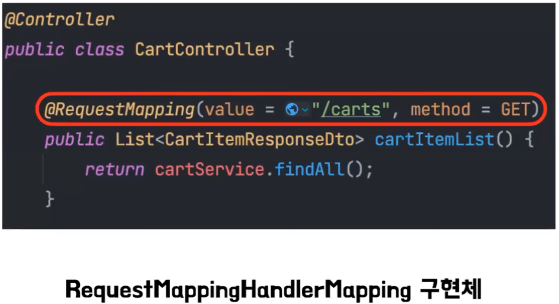 @Controller
public class CartController {
@RequestMapping(value = "/carts", method = GET)
public List<CartItemResponseDto> cartItemList() {
return cartService.findAll();
}
RequestMappingHandlerMapping 구현체